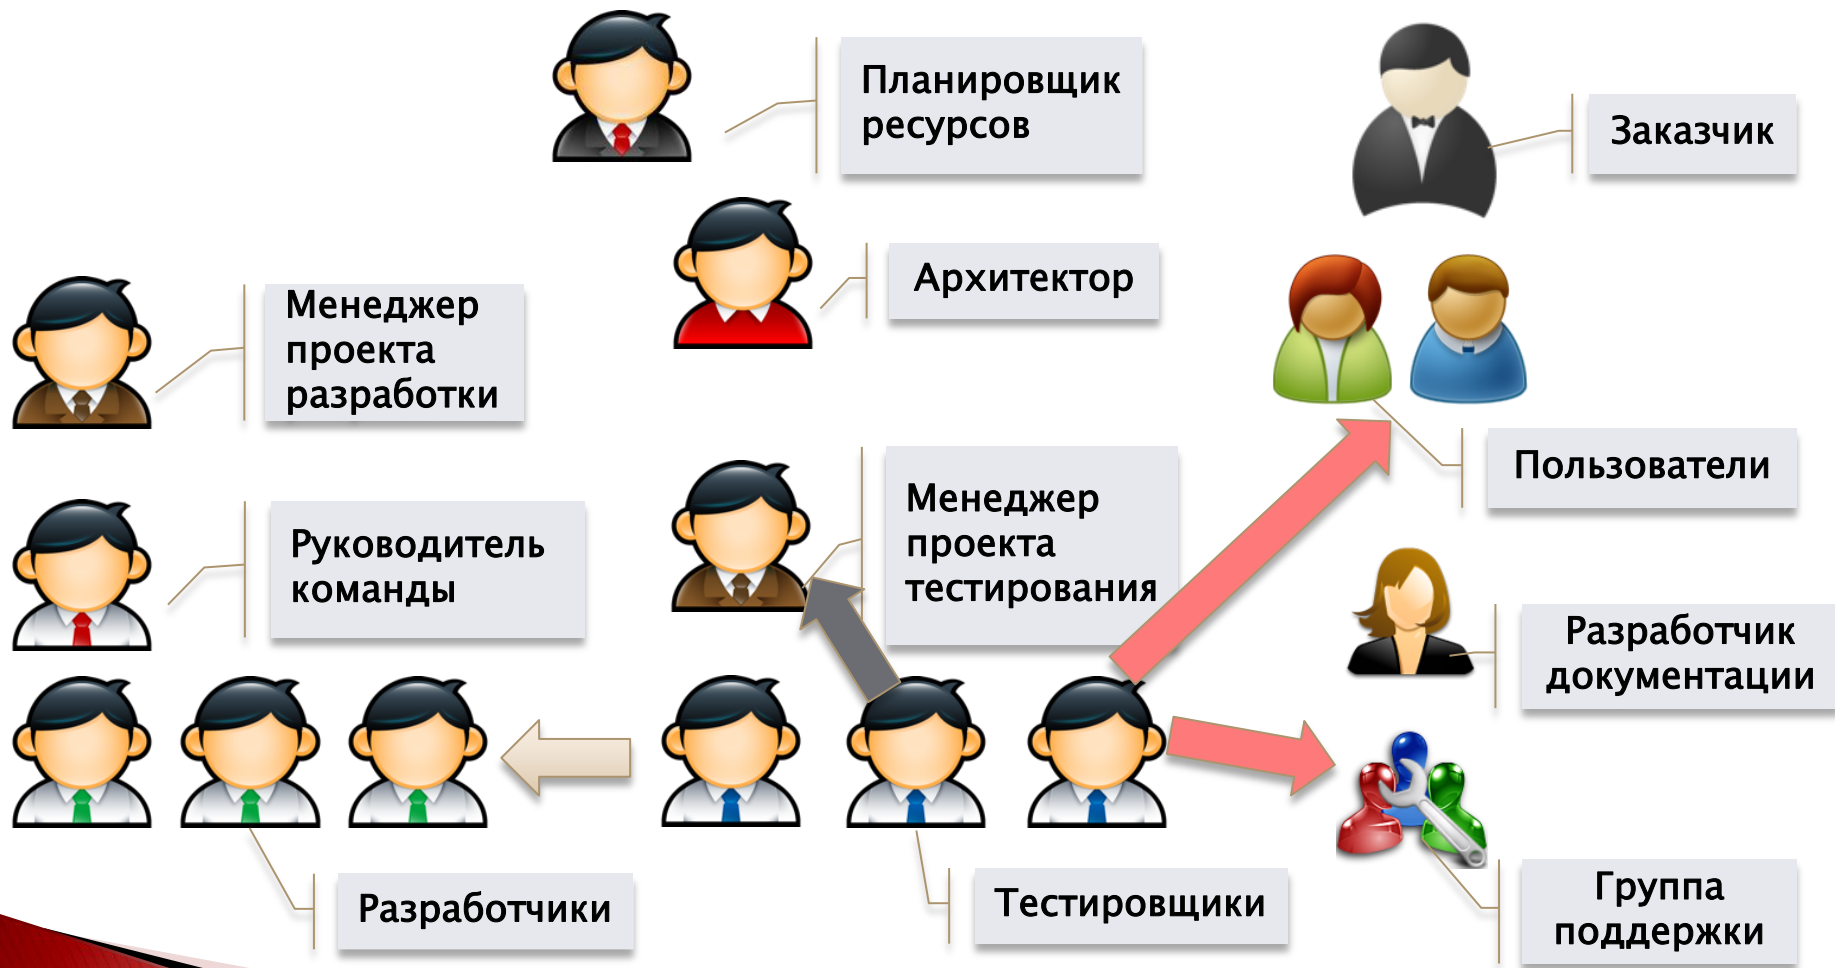 Планировщик
ресурсов
Заказчик
Архитектор
Менеджер
проекта
разработки
Пользователи
Менеджер
проекта
тестирования
Руководитель
команды
Разработчик
документации
Разработчики
Тестировщики
Группа
поддержки